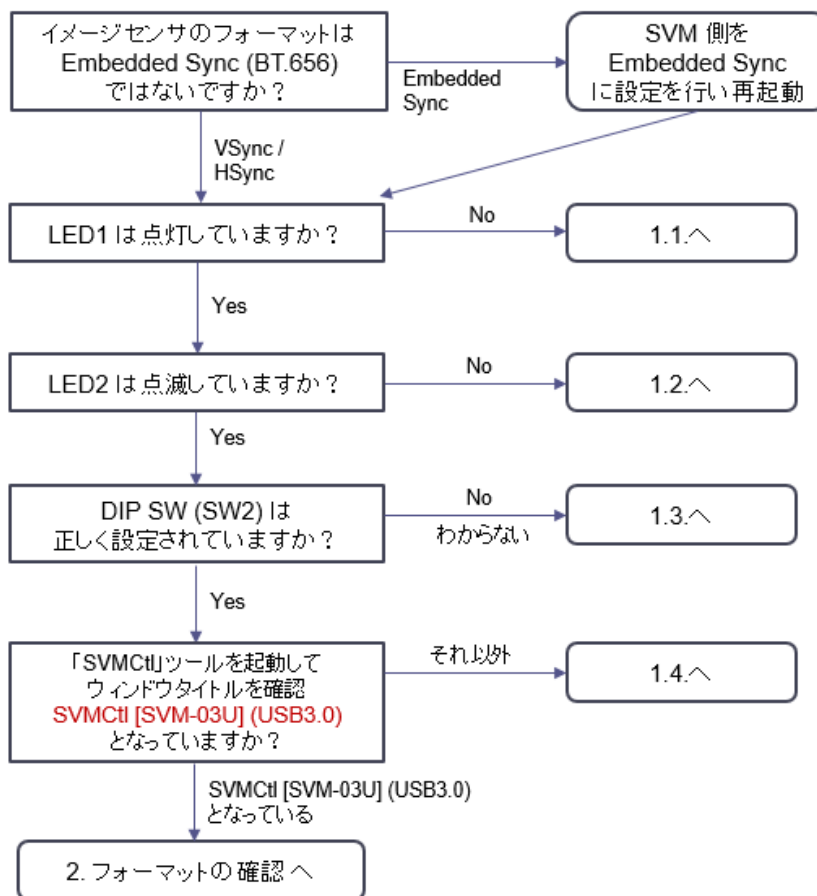 イメージセンサのフォーマットは
Embedded Sync (BT.656)
ではないですか？
Embedded
Sync
SVM 側を
Embedded Sync
に設定を行い再起動
VSync /
HSync
LED1 は点灯していますか？
No
1.1.へ
Yes
LED2 は点滅していますか？
No
1.2.へ
Yes
DIP SW (SW2) は
正しく設定されていますか？
No
わからない
1.3.へ
Yes
「SVMCtl」ツールを起動して
ウィンドウタイトルを確認
SVMCtl [SVM-03U] (USB3.0)
となっていますか？
それ以外
1.4.へ
SVMCtl [SVM-03U] (USB3.0)
となっている
2. フォーマットの確認 へ